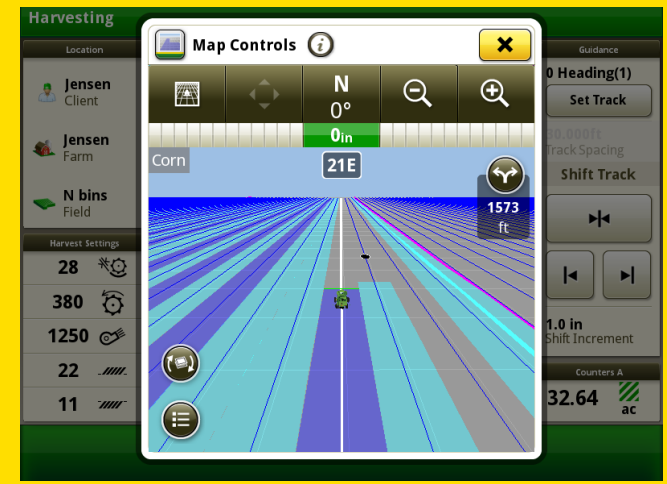 Harvesting
Location
Jensen
Client
Jensen
Farm
N bins
Field
Harvest Settings
28
380
1250
22
11
Map Controls
N
0°
0in
Corn
21E
1573
ft
Guidance
0 Heading(1)
Set Track
30.000ft
Track Spacing
Shift Track
1.0 in
Shift Increment
Counters A
32.64
ac